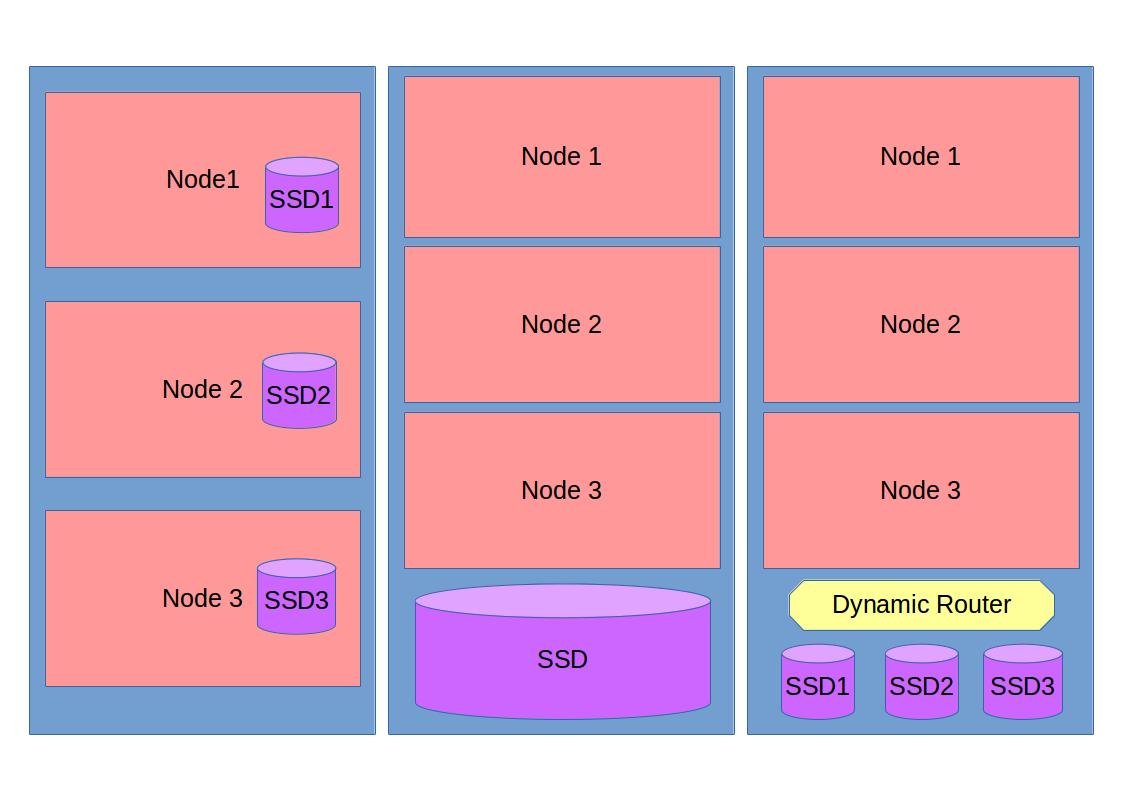 Node1
SSD1
Node 2
SSD2
Node 3
SSD3
Node 1
Node 2
Node 3
SSD
Node 1
Node 2
Node 3
Dynamic Router
SSD1
SSD2
SSD3